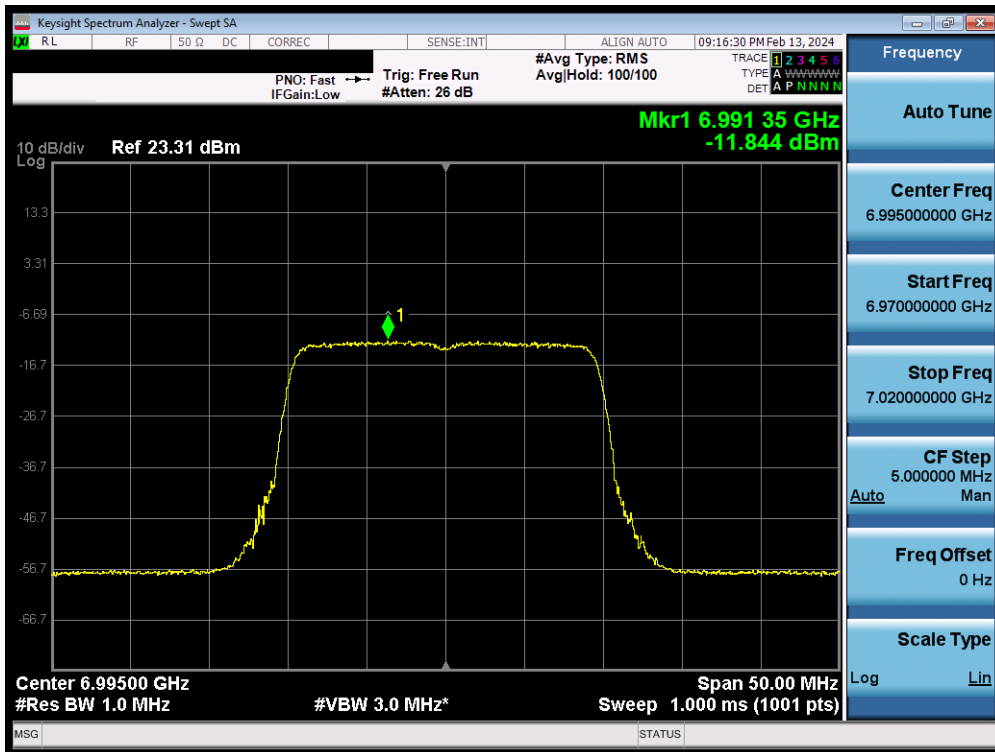 Keysight Spectrum Analyzer - Swept SA
LXI RL RF 50 Ω DC CORREC SENSE:INT ALIGN AUTO 09:16:30 PM Feb 13, 2024
PNO: Fast
IFGain:Low
Trig: Free Run
#Atten: 26 dB
#Avg Type: RMS
Avg|Hold: 100/100
TRACE 1 2 3 4 5 6
TYPE A W W W W W
DET A P N N N N
Mkr1 6.991 35 GHz
-11.844 dBm
10 dB/div Ref 23.31 dBm
Log
13.3
3.31
-6.69
-16.7
-26.7
-36.7
-46.7
-56.7
-66.7
1
Center 6.99500 GHz Span 50.00 MHz
#Res BW 1.0 MHz #VBW 3.0 MHz* Sweep 1.000 ms (1001 pts)
MSG STATUS
Frequency
Auto Tune
Center Freq
6.995000000 GHz
Start Freq
6.970000000 GHz
Stop Freq
7.020000000 GHz
CF Step
5.000000 MHz
Auto Man
Freq Offset
0 Hz
Scale Type
Log Lin